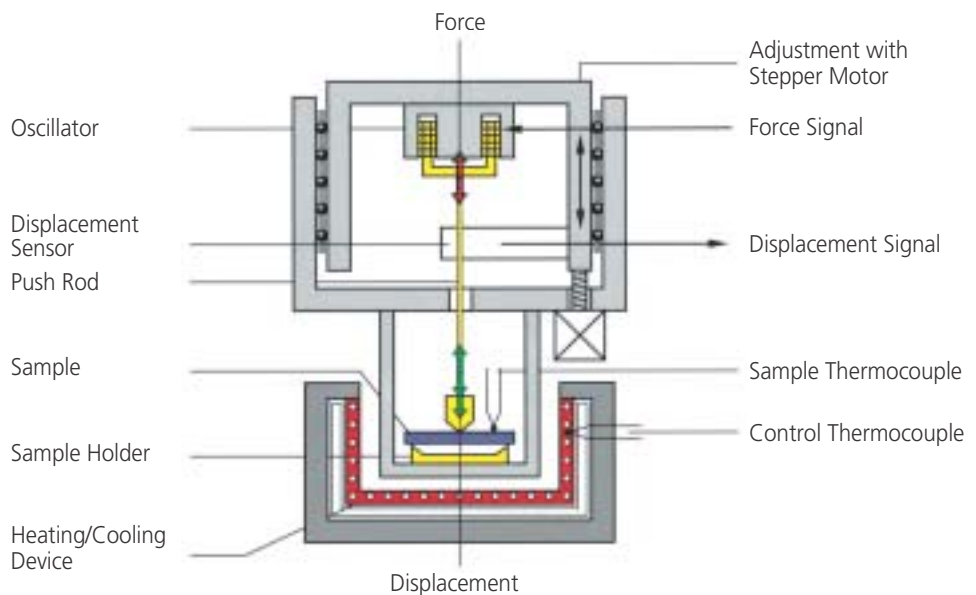 Force
Adjustment with
Stepper Motor
Oscillator
Force Signal
Displacement
Sensor
Displacement Signal
Push Rod
Sample
Sample Thermocouple
Control Thermocouple
Sample Holder
Heating/Cooling
Device
Displacement